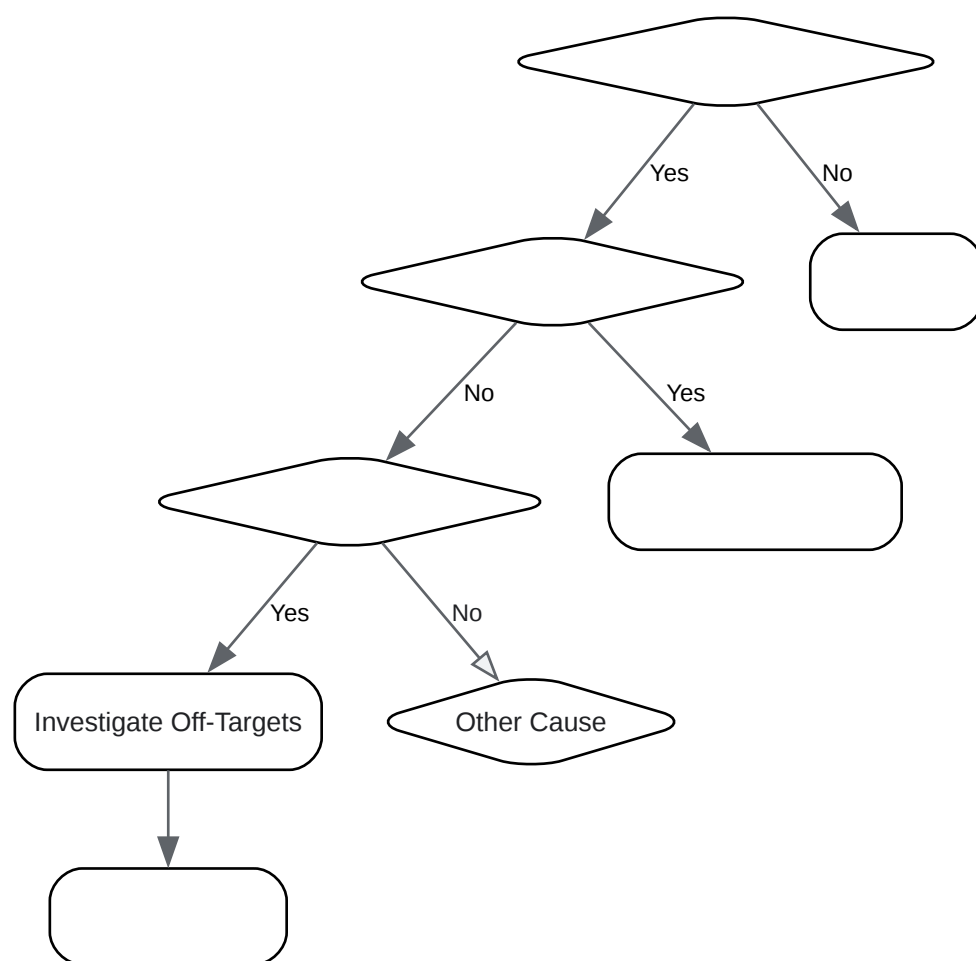 Yes
No
No
Yes
Yes
No
Investigate Off-Targets
Other Cause